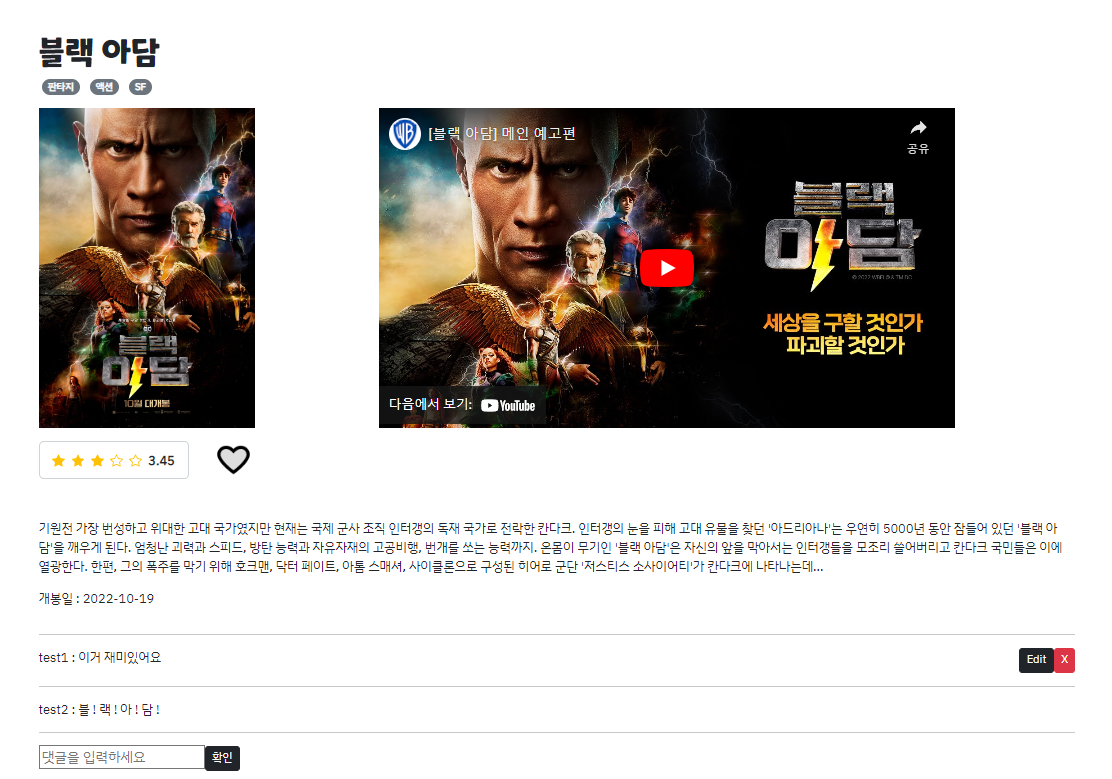 블랙 아담
판타지 액션 SF
블랙
아담
10월 대개봉
[블랙 아담] 메인 예고편
공유
블랙
아담
세상을 구할 것인가
파괴할 것인가
다음에서 보기: YouTube
3.45
기원전 가장 번성하고 위대한 고대 국가였지만 현재는 국제 군사 조직 인터갱의 독재 국가로 전락한 칸다크. 인터갱의 눈을 피해 고대 유물을 찾던 '아드리아나'는 우연히 5000년 동안 잠들어 있던 '블랙 아
담'을 깨우게 된다. 엄청난 괴력과 스피드, 방탄 능력과 자유자재의 고공비행, 번개를 쏘는 능력까지. 온몸이 무기인 '블랙 아담'은 자신의 앞을 막아서는 인터갱들을 모조리 쓸어버리고 칸다크 국민들은 이에
열광한다. 한편, 그의 폭주를 막기 위해 호크맨, 닥터 페이트, 아톰 스매셔, 사이클론으로 구성된 히어로 군단 '저스티스 소사이어티'가 칸다크에 나타나는데...
개봉일 : 2022-10-19
test1 : 이거 재미있어요
Edit X
test2 : 블 ! 랙 ! 아 ! 담 !
댓글을 입력하세요 확인